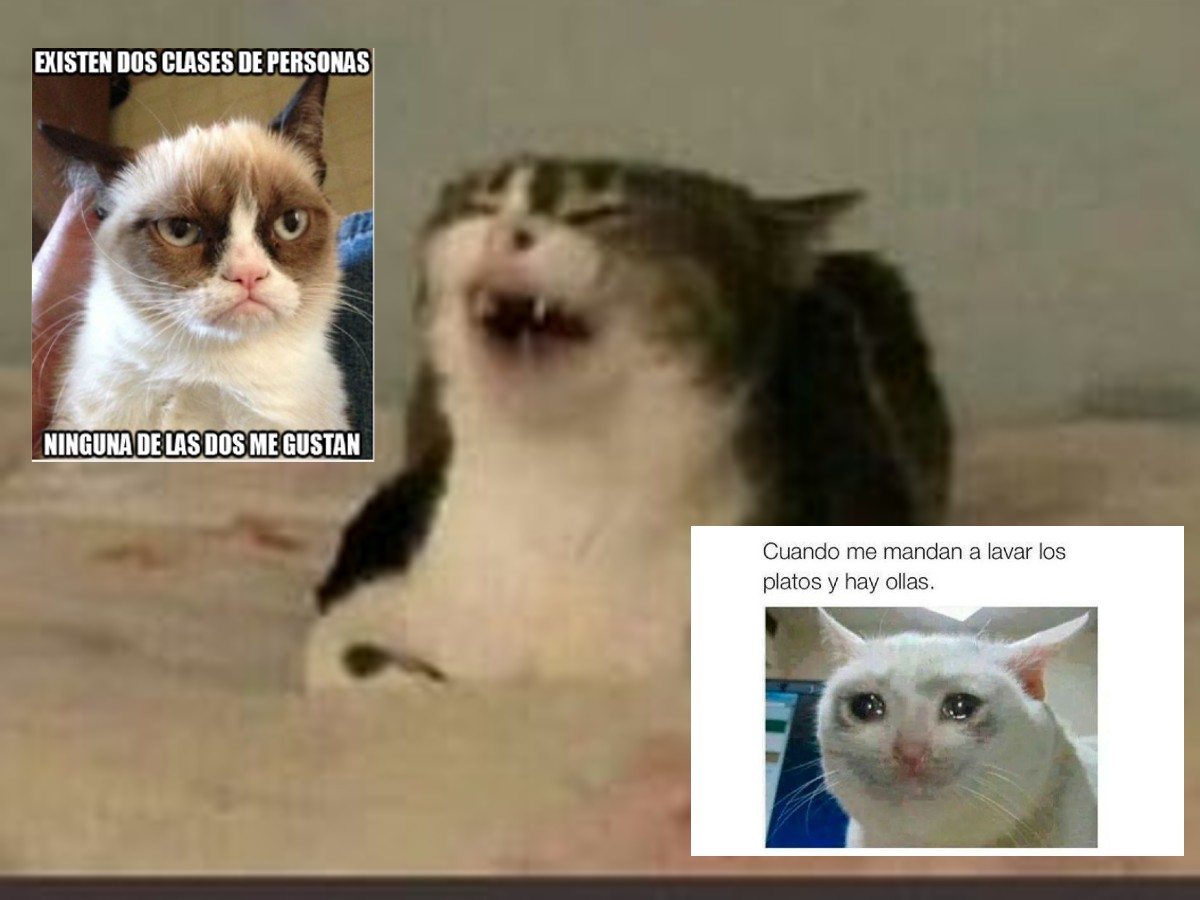 EXISTEN DOS CLASES DE PERSONAS
NINGUNA DE LAS DOS ME GUSTAN
Cuando me mandan a lavar los
platos y hay ollas.